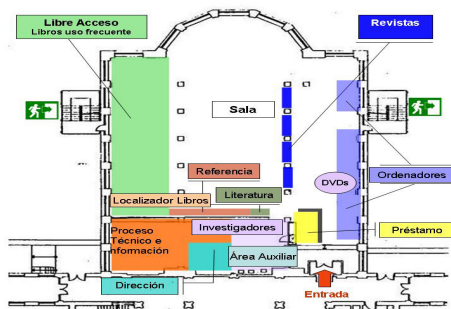 Libre Acceso
Libros uso frecuente
Revistas
Sala
Referencia
Ordenadores
DVDs
Localizador Libros
Literatura
Investigadores
Préstamo
Proceso
Técnico e
nformación
Área Auxiliar
Dirección
Entrada